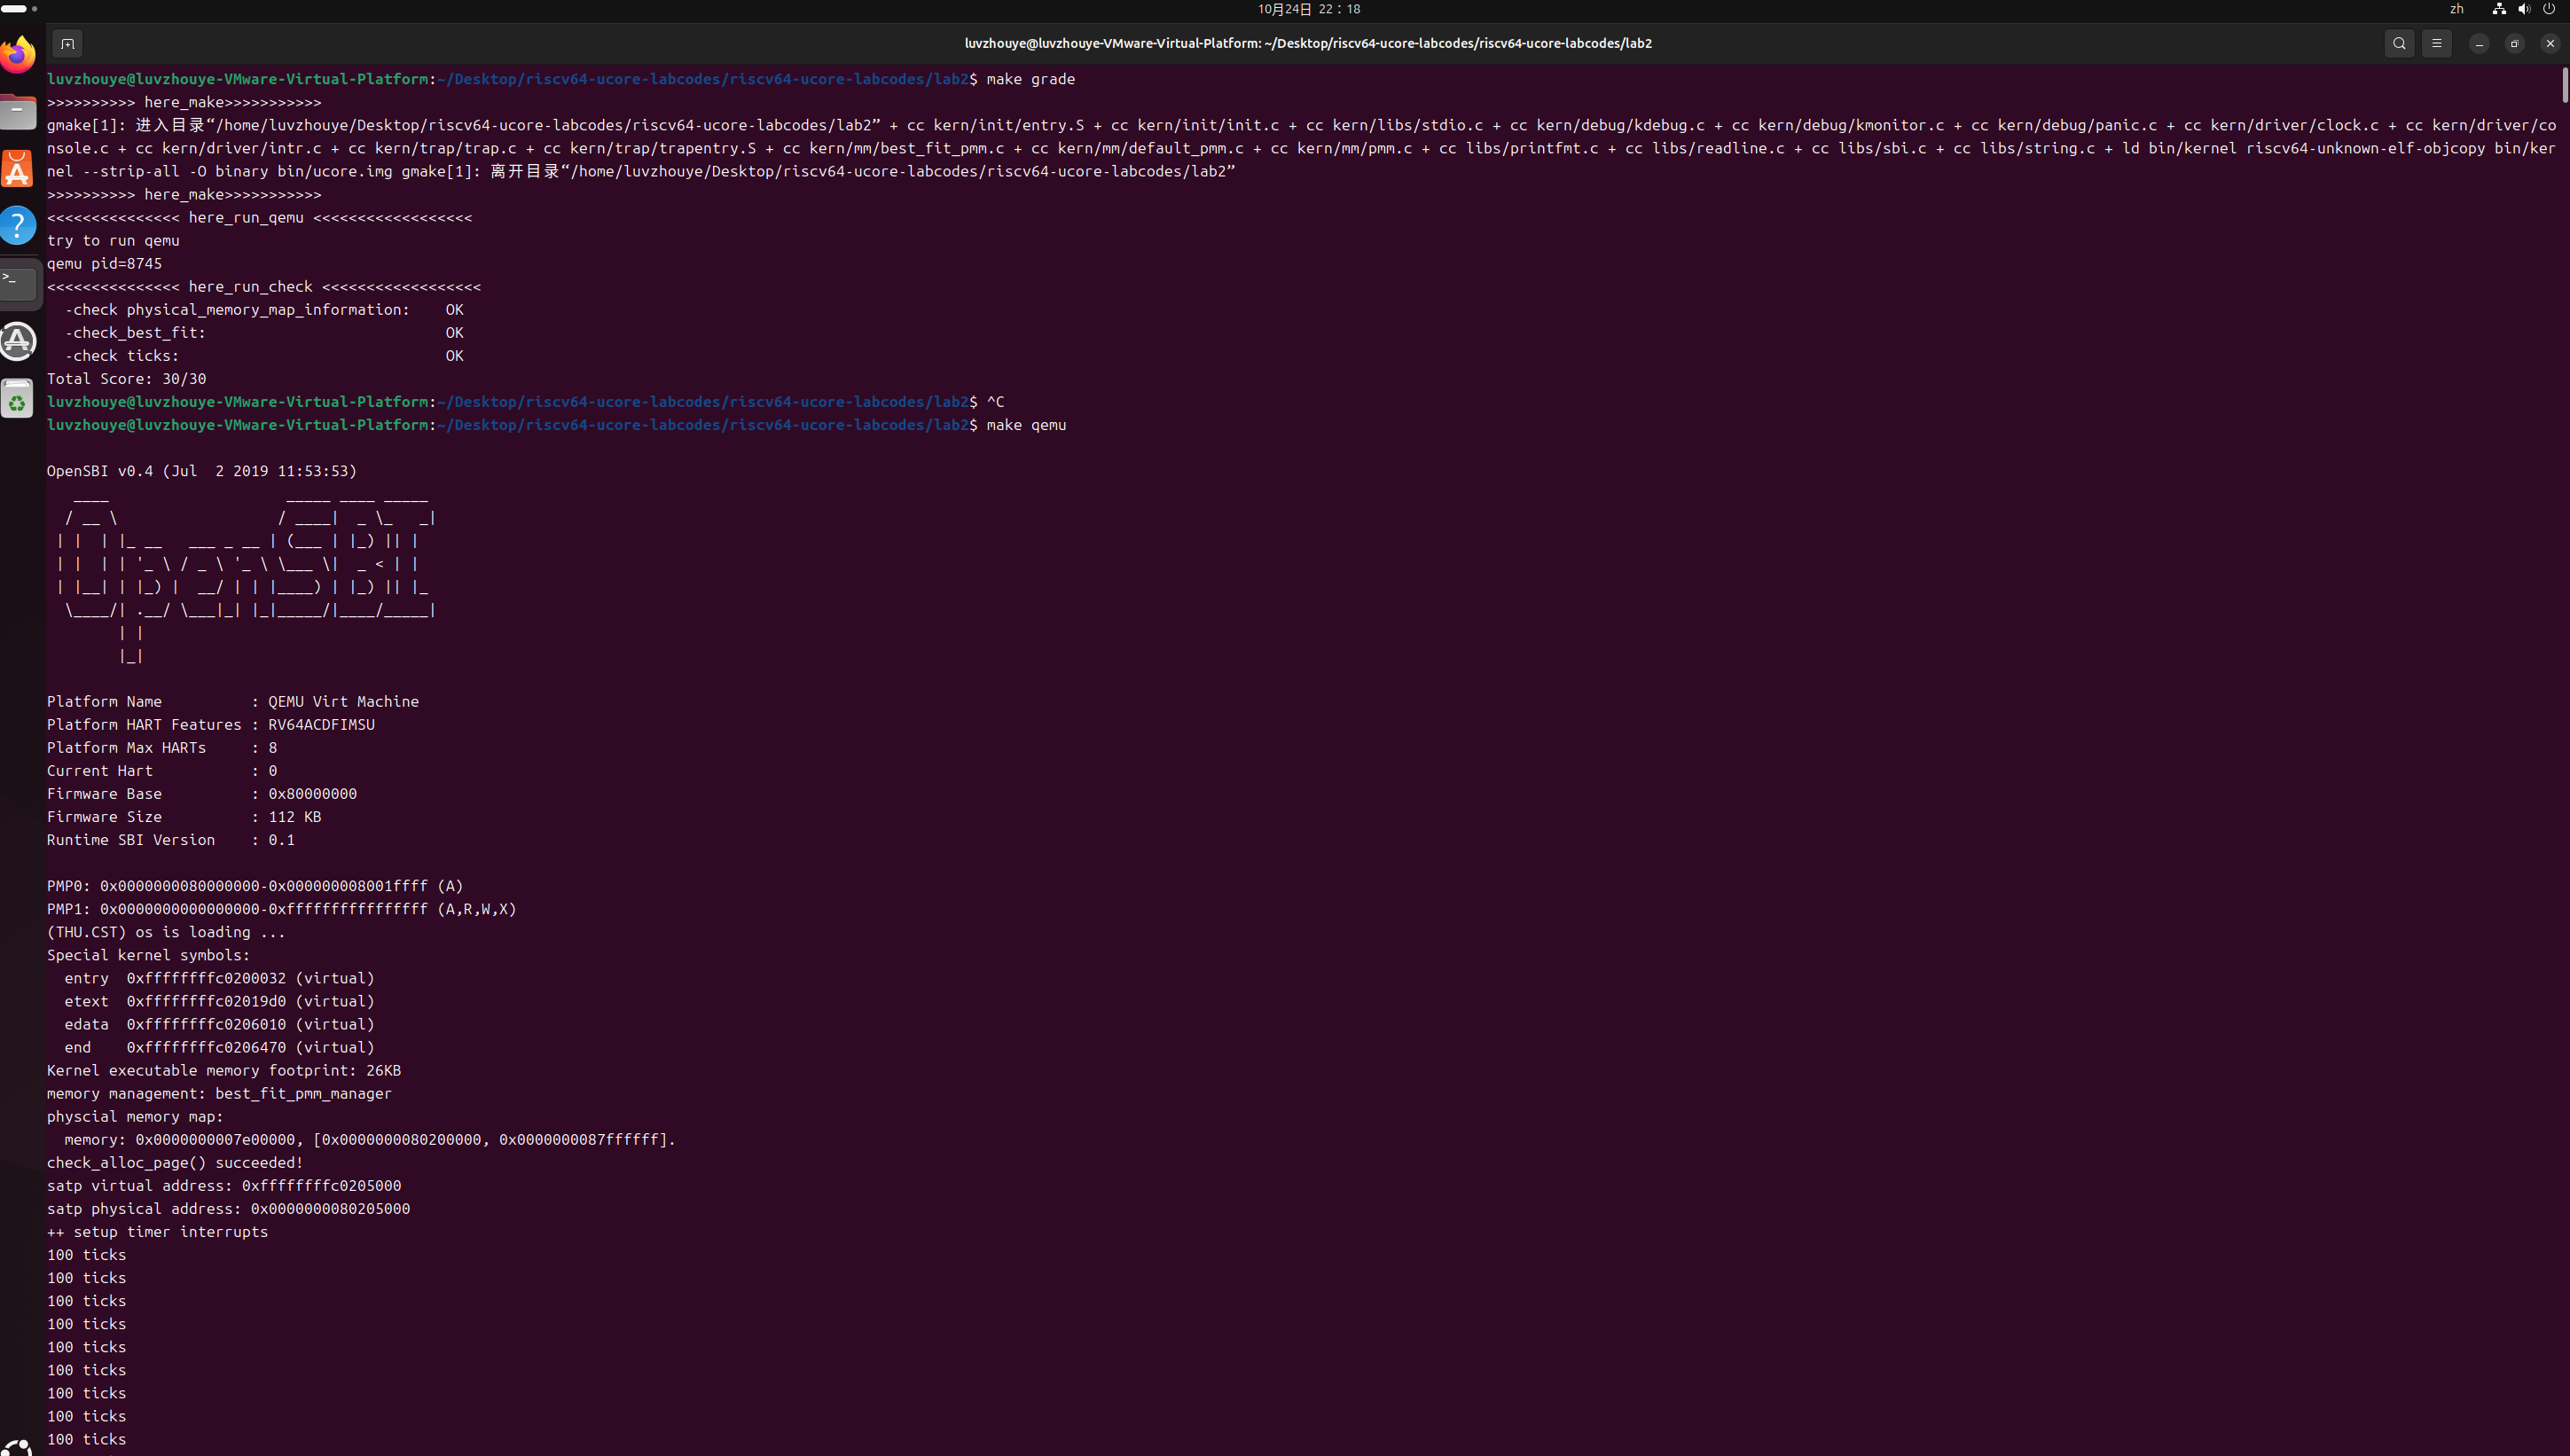 10月24日 22：18
zh
luvzhouye@luvzhouye-VMware-Virtual-Platform: ~/Desktop/riscv64-ucore-labcodes/riscv64-ucore-labcodes/lab2
luvzhouye@luvzhouye-VMware-Virtual-Platform:~/Desktop/riscv64-ucore-labcodes/riscv64-ucore-labcodes/lab2$ make grade
>>>>>>>>>> here_make>>>>>>>>>>>
gmake[1]: 进入目录“/home/luvzhouye/Desktop/riscv64-ucore-labcodes/riscv64-ucore-labcodes/lab2” + cc kern/init/entry.S + cc kern/init/init.c + cc kern/libs/stdio.c + cc kern/debug/kdebug.c + cc kern/debug/kmonitor.c + cc kern/debug/panic.c + cc kern/driver/clock.c + cc kern/driver/co
nsole.c + cc kern/driver/intr.c + cc kern/trap/trap.c + cc kern/trap/trapentry.S + cc kern/mm/best_fit_pmm.c + cc kern/mm/default_pmm.c + cc kern/mm/pmm.c + cc libs/printfmt.c + cc libs/readline.c + cc libs/sbi.c + cc libs/string.c + ld bin/kernel riscv64-unknown-elf-objcopy bin/ker
nel --strip-all -O binary bin/ucore.img gmake[1]: 离开目录“/home/luvzhouye/Desktop/riscv64-ucore-labcodes/riscv64-ucore-labcodes/lab2”
>>>>>>>>>> here_make>>>>>>>>>>>
<<<<<<<<<<<<<<< here_run_qemu <<<<<<<<<<<<<<<<<<
try to run qemu
qemu pid=8745
<<<<<<<<<<<<<<< here_run_check <<<<<<<<<<<<<<<<<<
  -check physical_memory_map_information:    OK
  -check_best_fit:                           OK
  -check ticks:                              OK
Total Score: 30/30
luvzhouye@luvzhouye-VMware-Virtual-Platform:~/Desktop/riscv64-ucore-labcodes/riscv64-ucore-labcodes/lab2$ ^C
luvzhouye@luvzhouye-VMware-Virtual-Platform:~/Desktop/riscv64-ucore-labcodes/riscv64-ucore-labcodes/lab2$ make qemu
OpenSBI v0.4 (Jul  2 2019 11:53:53)
   ____                    _____ ____ _____
  / __ \                  / ____|  _ \_   _|
 | |  | |_ __   ___ _ __ | (___ | |_) || |
 | |  | | '_ \ / _ \ '_ \ \___ \|  _ < | |
 | |__| | |_) |  __/ | | |____) | |_) || |_
  \____/| .__/ \___|_| |_|_____/|____/_____|
        | |
        |_|
Platform Name          : QEMU Virt Machine
Platform HART Features : RV64ACDFIMSU
Platform Max HARTs     : 8
Current Hart           : 0
Firmware Base          : 0x80000000
Firmware Size          : 112 KB
Runtime SBI Version    : 0.1
PMP0: 0x0000000080000000-0x000000008001ffff (A)
PMP1: 0x0000000000000000-0xffffffffffffffff (A,R,W,X)
(THU.CST) os is loading ...
Special kernel symbols:
  entry  0xffffffffc0200032 (virtual)
  etext  0xffffffffc02019d0 (virtual)
  edata  0xffffffffc0206010 (virtual)
  end    0xffffffffc0206470 (virtual)
Kernel executable memory footprint: 26KB
memory management: best_fit_pmm_manager
physcial memory map:
  memory: 0x0000000007e00000, [0x0000000080200000, 0x0000000087ffffff].
check_alloc_page() succeeded!
satp virtual address: 0xffffffffc0205000
satp physical address: 0x0000000080205000
++ setup timer interrupts
100 ticks
100 ticks
100 ticks
100 ticks
100 ticks
100 ticks
100 ticks
100 ticks
100 ticks